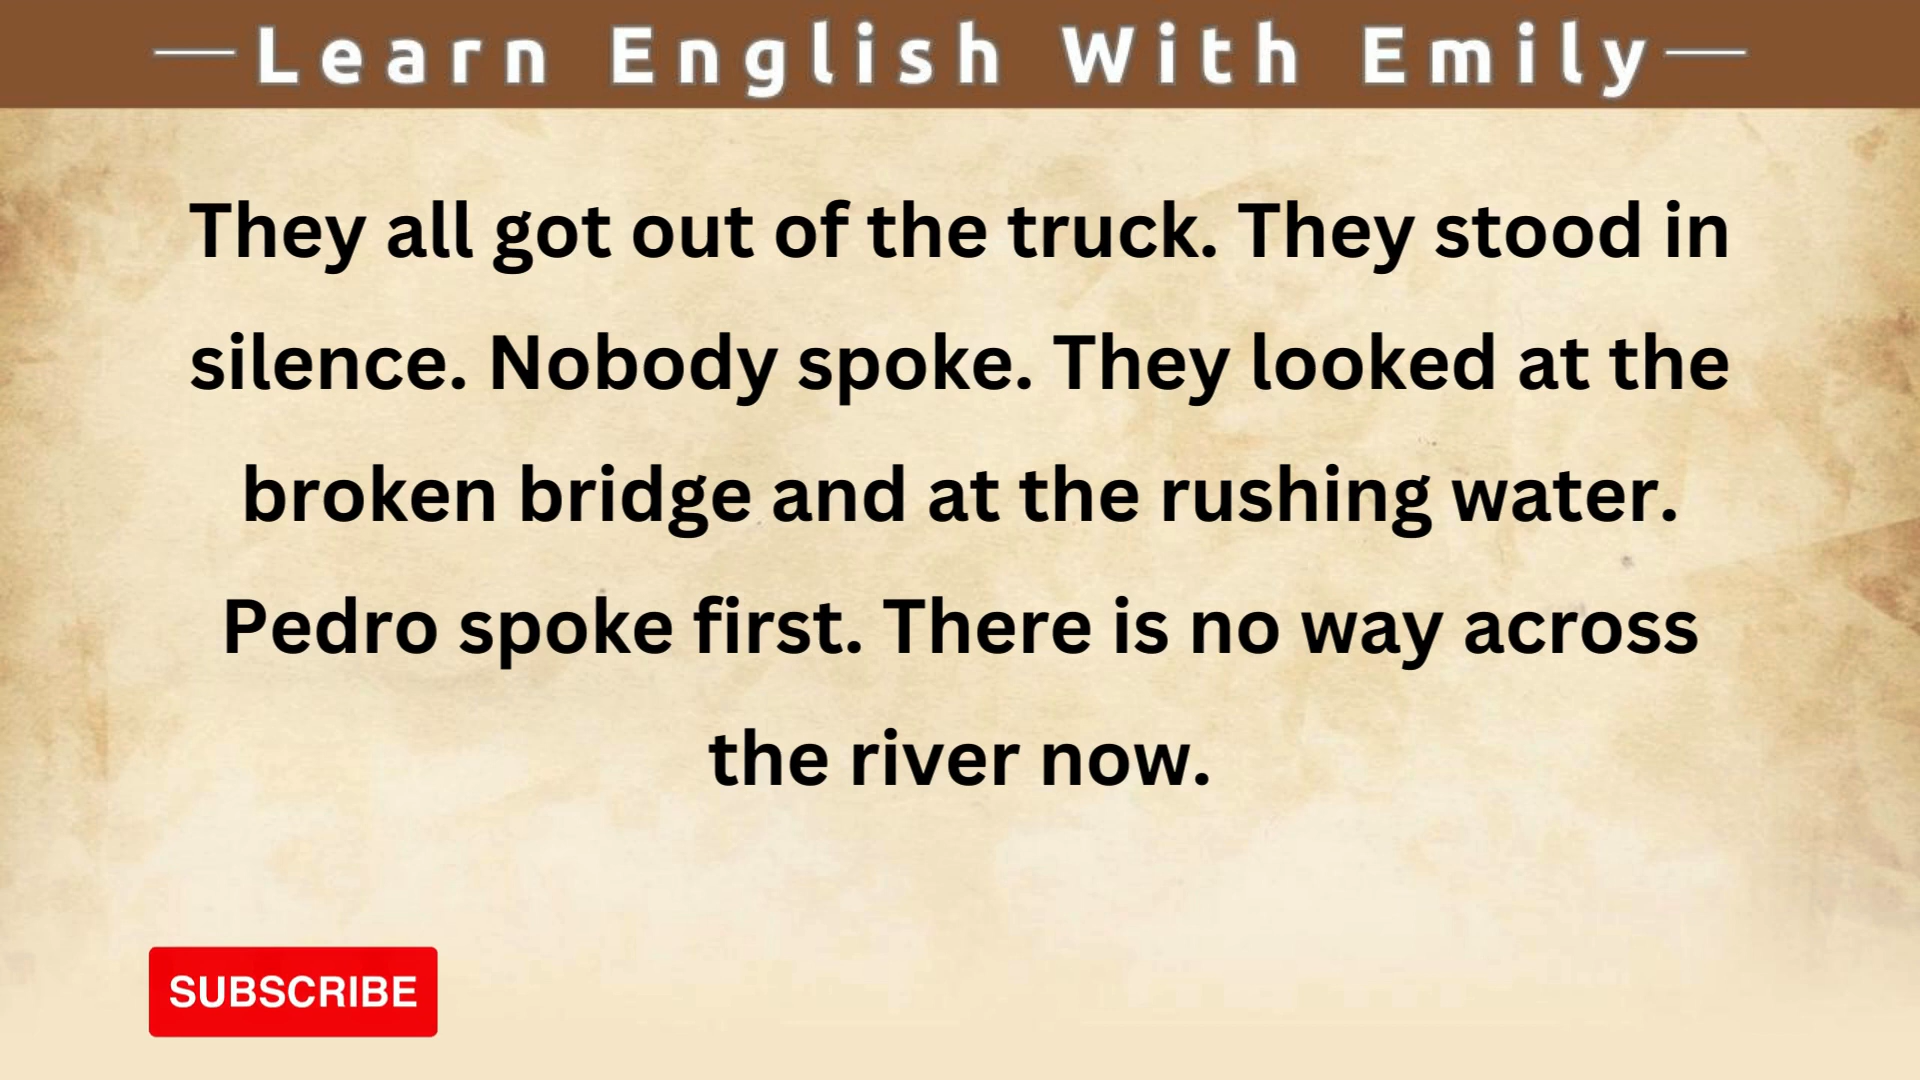 Learn English With Emily
They all got out of the truck. They stood in
silence. Nobody spoke. They looked at the
broken bridge and at the rushing water.
Pedro spoke first. There is no way across
the river now.
SUBSCRIBE